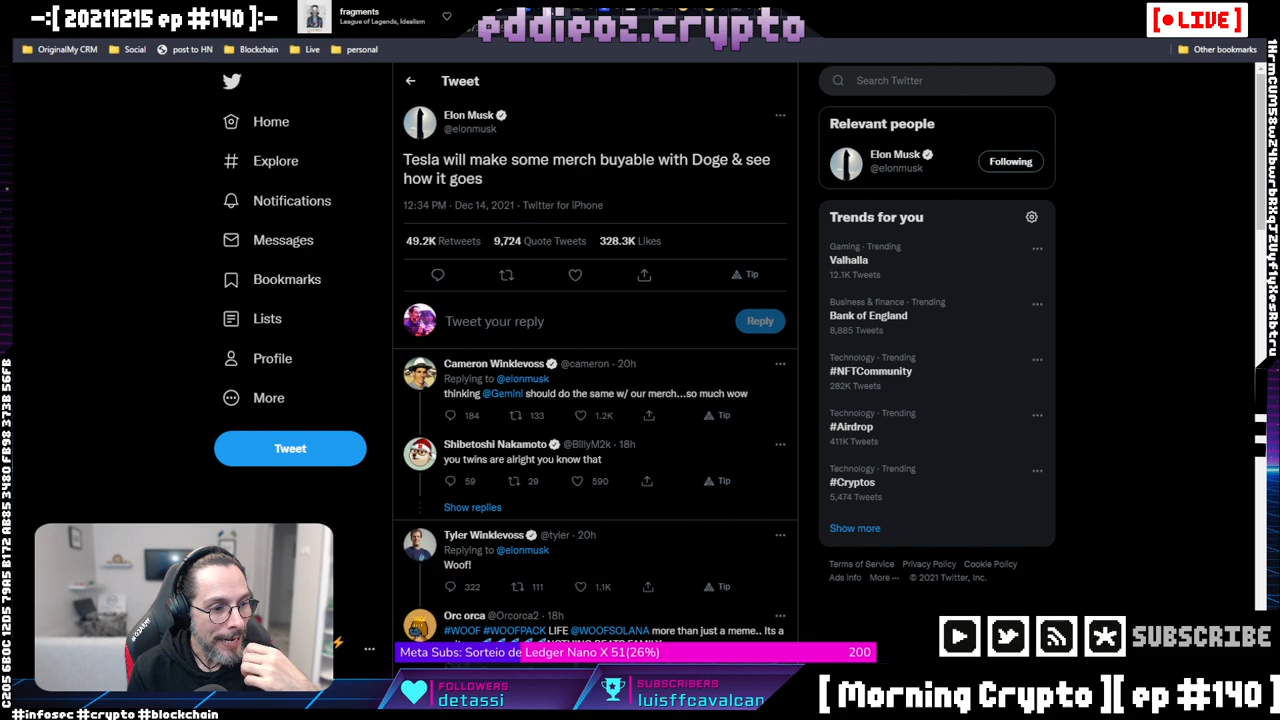 -:[ 20211215 ep #140 ]:-
fragments
League of Legends, Idealism
eddieoz.crypto
[ LIVE ]
OriginalMy CRM
Social
post to HN
Blockchain
Live
personal
Other bookmarks
Home
Explore
Notifications
Messages
Bookmarks
Lists
Profile
More
Tweet
Tweet
Elon Musk
@elonmusk
Tesla will make some merch buyable with Doge & see
how it goes
12:34 PM · Dec 14, 2021 · Twitter for iPhone
49.2K Retweets 9,724 Quote Tweets 328.3K Likes
Tip
Tweet your reply
Reply
Cameron Winklevoss @cameron · 20h
Replying to @elonmusk
thinking @Gemini should do the same w/ our merch...so much wow
184 133 1.2K Tip
Shibetoshi Nakamoto @BillyM2k · 18h
you twins are alright you know that
59 29 590 Tip
Show replies
Tyler Winklevoss @tyler · 20h
Replying to @elonmusk
Woof!
322 111 1.1K Tip
Orc orca @Orcorca2 · 18h
#WOOF #WOOFPACK LIFE @WOOFSOLANA more than just a meme.. Its a
Search Twitter
Relevant people
Elon Musk
@elonmusk
Following
Trends for you
Gaming · Trending
Valhalla
12.1K Tweets
Business & finance · Trending
Bank of England
8,885 Tweets
Technology · Trending
#NFTCommunity
282K Tweets
Technology · Trending
#Airdrop
411K Tweets
Technology · Trending
#Cryptos
5,474 Tweets
Show more
Terms of Service Privacy Policy Cookie Policy
Ads info More ··· © 2021 Twitter, Inc.
Meta Subs: Sorteio de Ledger Nano X 51(26%) 200
FOLLOWERS
detassi
SUBSCRIBERS
luisffcavalcan
SUBSCRIBE
[ Morning Crypto ][ ep #140 ]
#infosec #crypto #blockchain